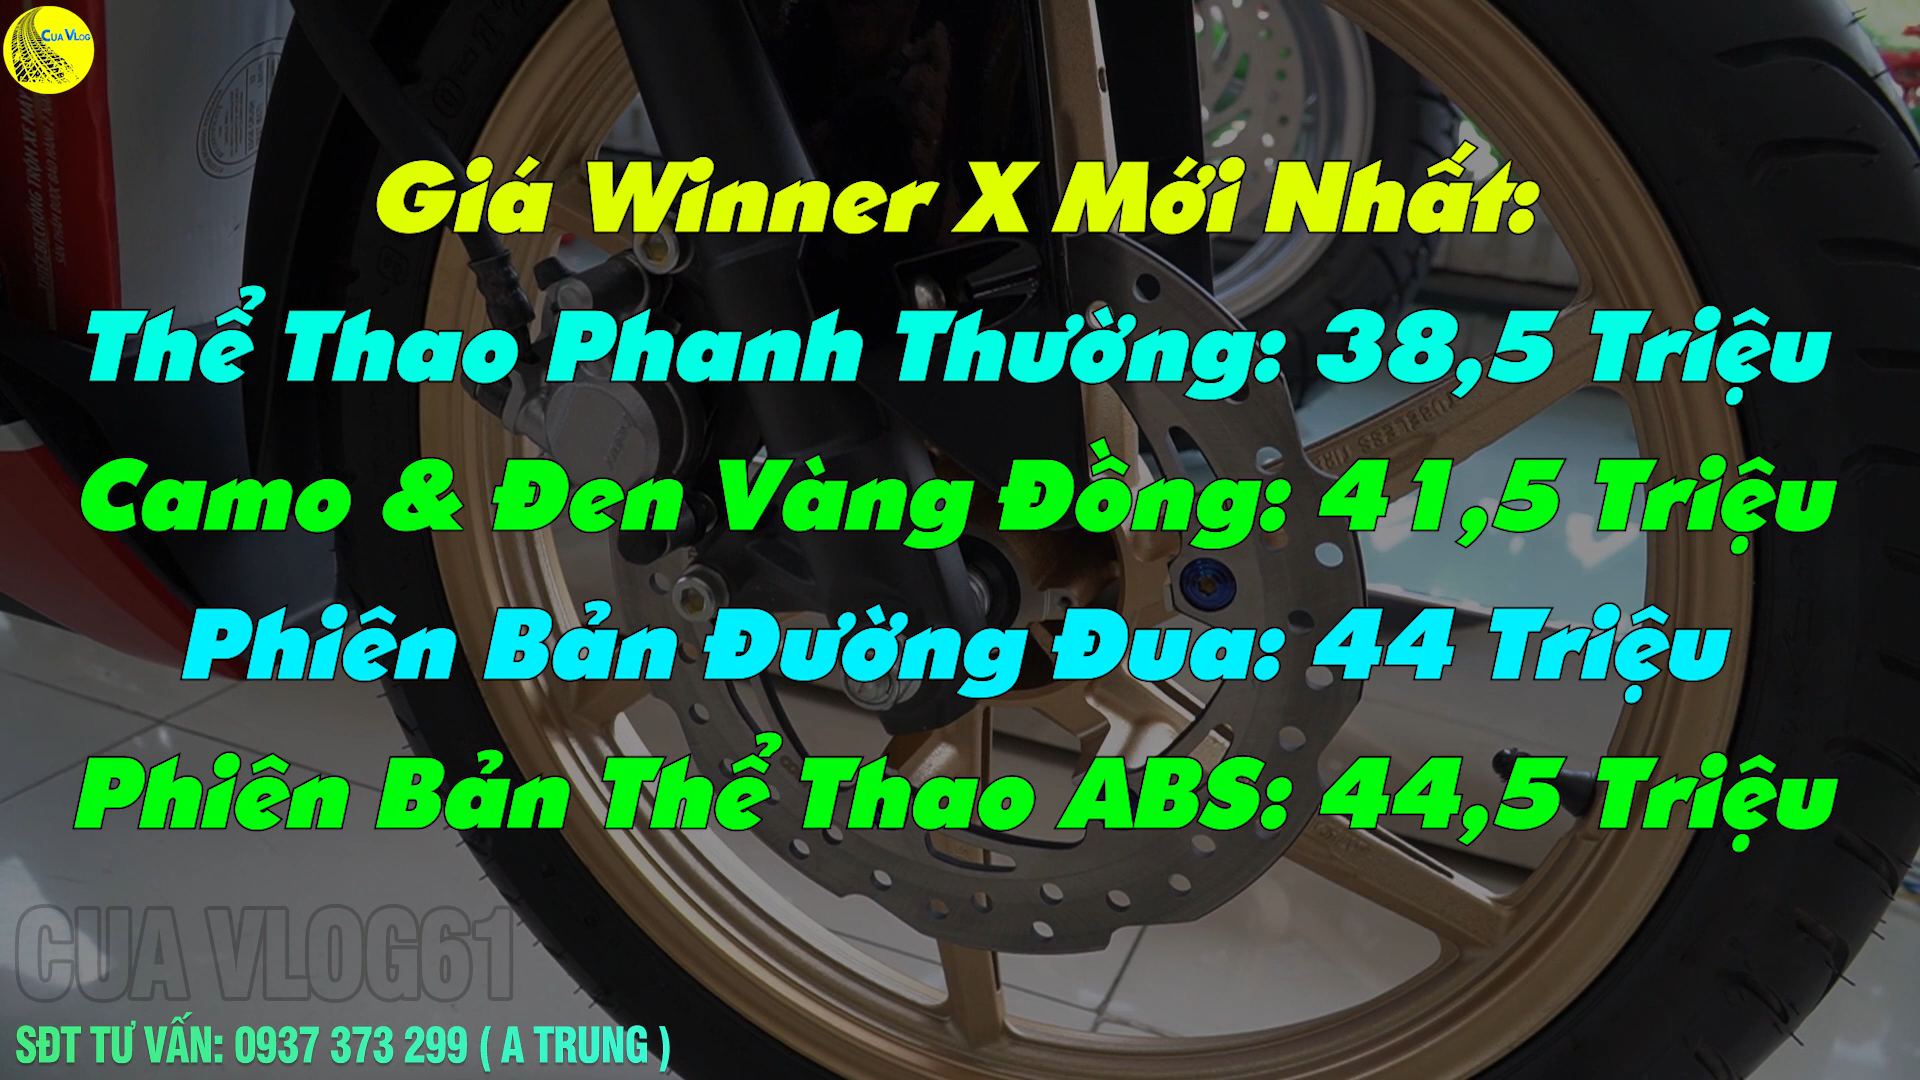 CUA VLOG
Giá Winner X Mới Nhất:
Thể Thao Phanh Thường: 38,5 Triệu
Camo & Đen Vàng Đồng: 41,5 Triệu
Phiên Bản Đường Đua: 44 Triệu
Phiên Bản Thể Thao ABS: 44,5 Triệu
TUBELESS TIRE
CUA VLOG61
SĐT TƯ VẤN: 0937 373 299 ( A TRUNG )